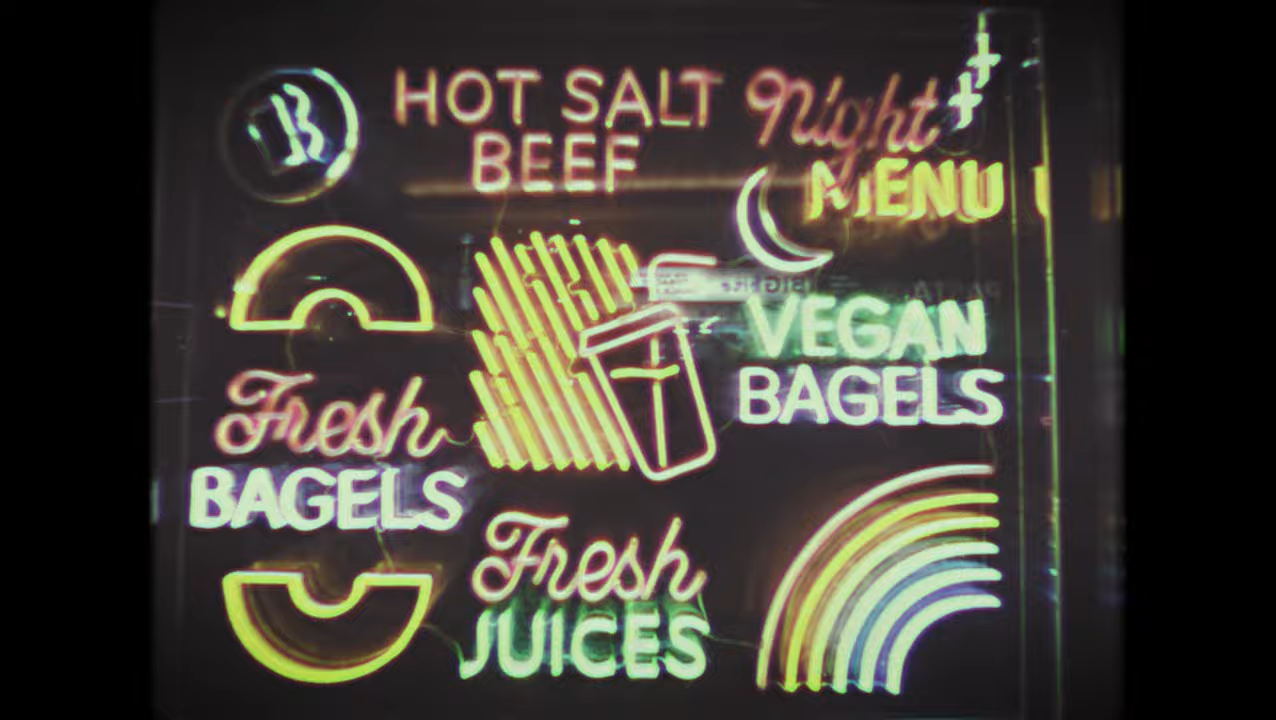 B
HOT SALT
BEEF
Night
MENU
VEGAN
BAGELS
Fresh
BAGELS
Fresh
JUICES